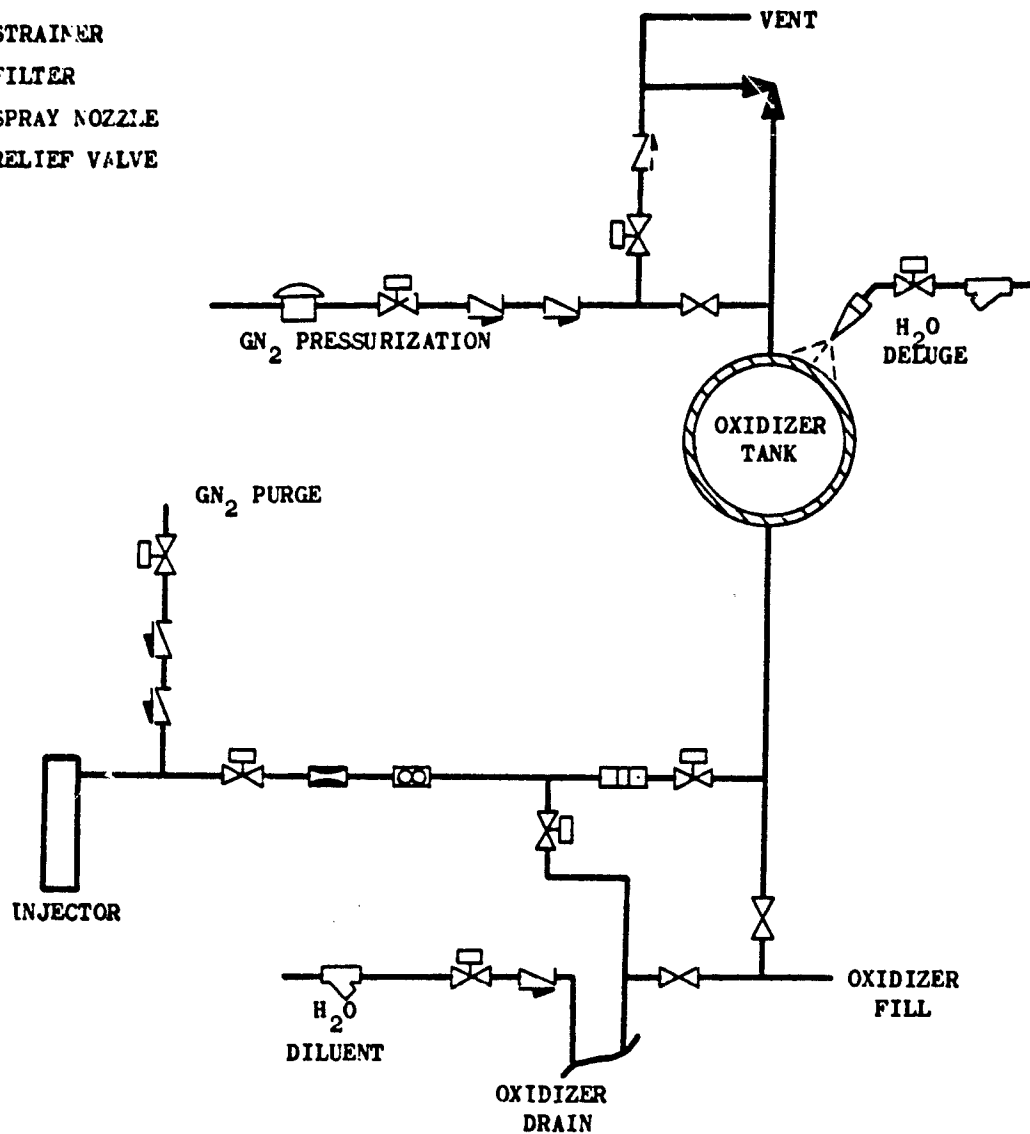 STRAINER
FILTER
SPRAY NOZZLE
RELIEF VALVE
VENT
GN2 PRESSURIZATION
H2O
DELUGE
OXIDIZER
TANK
GN2 PURGE
INJECTOR
H2O
DILUENT
OXIDIZER
FILL
OXIDIZER
DRAIN